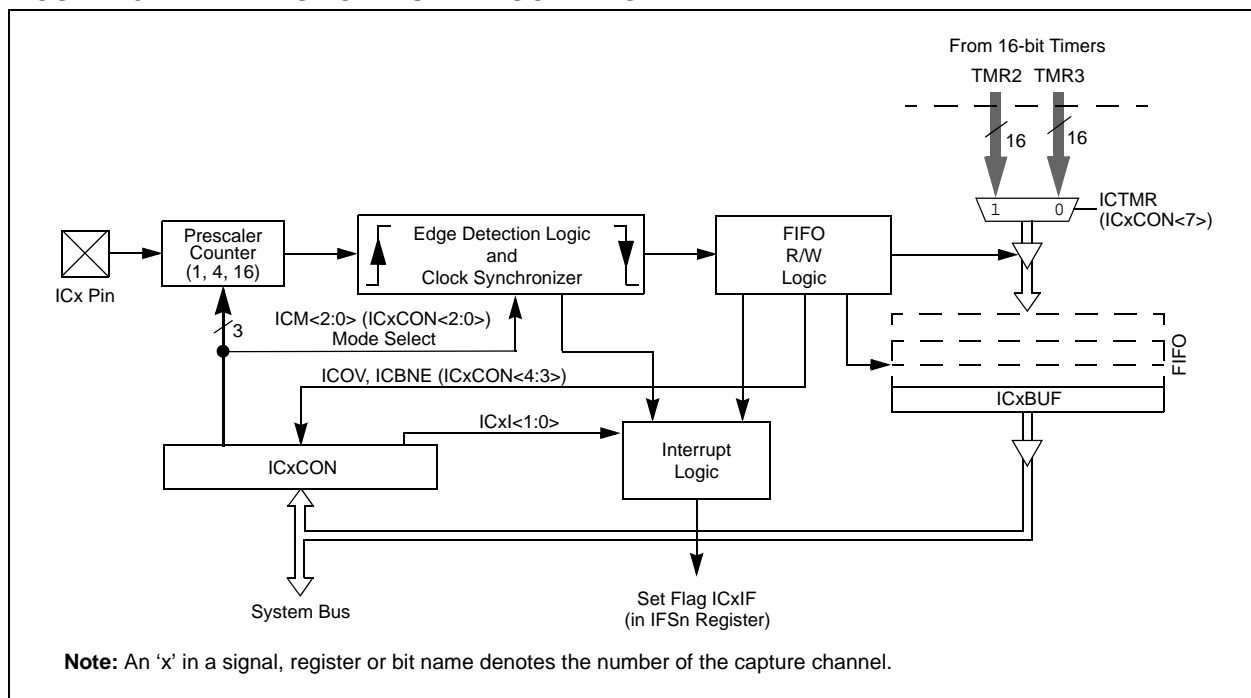 From 16-bit Timers
TMR2 TMR3
16 16
1 0
ICTMR
(ICxCON<7>)
Prescaler
Counter
(1, 4, 16)
Edge Detection Logic
and
Clock Synchronizer
FIFO
R/W
Logic
ICx Pin
3
ICM<2:0> (ICxCON<2:0>)
Mode Select
FIFO
ICOV, ICBNE (ICxCON<4:3>)
ICxBUF
ICxI<1:0>
ICxCON
Interrupt
Logic
System Bus
Set Flag ICxIF
(in IFSn Register)
Note: An ‘x’ in a signal, register or bit name denotes the number of the capture channel.